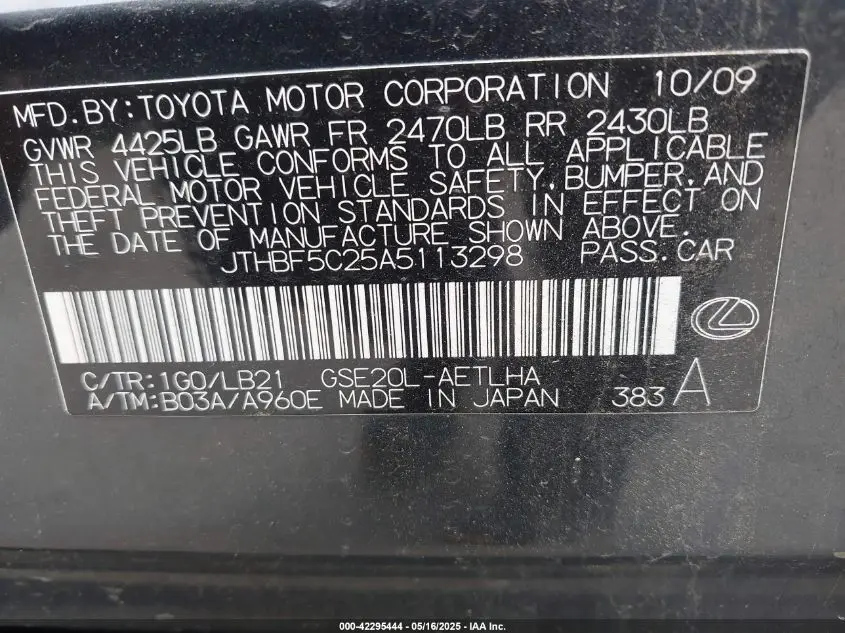 MFD.BY:TOYOTA MOTOR CORPORATION 10/09
GVWR 4425LB GAWR FR 2470LB RR 2430LB
THIS VEHICLE CONFORMS TO ALL APPLICABLE
FEDERAL MOTOR VEHICLE SAFETY,BUMPER,AND
THEFT PREVENTION STANDARDS IN EFFECT ON
THE DATE OF MANUFACTURE SHOWN ABOVE.
JTHBF5C25A5113298 PASS.CAR
C/TR:1G0/LB21 GSE20L-AETLHA
A/TM:B03A/A960E MADE IN JAPAN 383 A
000-42295444 - 05/16/2025 - IAA Inc.